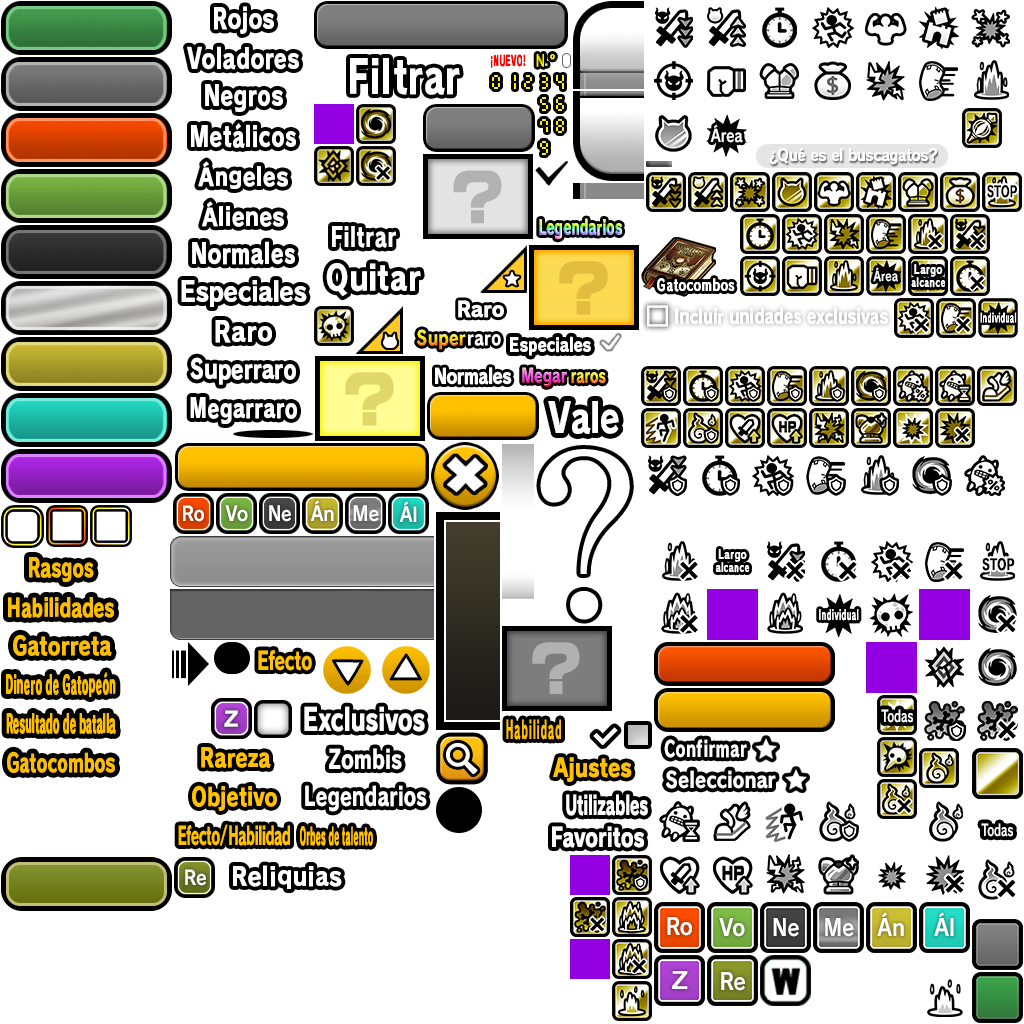 Rojos
Voladores
Negros
Metálicos
Ángeles
Álienes
Normales
Especiales
Raro
Superraro
Megarraro
Filtrar
¡NUEVO!
N.º
0 1 2 3 4
5 6
7 8
9
Legendarios
Filtrar
Quitar
Raro
Superraro
Especiales
Normales
Megarraros
Vale
Área
¿Qué es el buscagatos?
STOP
Gatocombos
Área
Largo alcance
Incluir unidades exclusivas
Individual
HP
Ro
Vo
Ne
Án
Me
Ál
Rasgos
Habilidades
Gatorreta
Dinero de Gatopeón
Resultado de batalla
Gatocombos
Efecto
Z
Exclusivos
Rareza
Zombis
Objetivo
Legendarios
Efecto/Habilidad
Orbes de talento
Re
Reliquias
Habilidad
Ajustes
Utilizables
Favoritos
Largo alcance
STOP
Individual
Todas
Confirmar
Seleccionar
Todas
HP
Ro
Vo
Ne
Me
Án
Ál
Z
Re
W